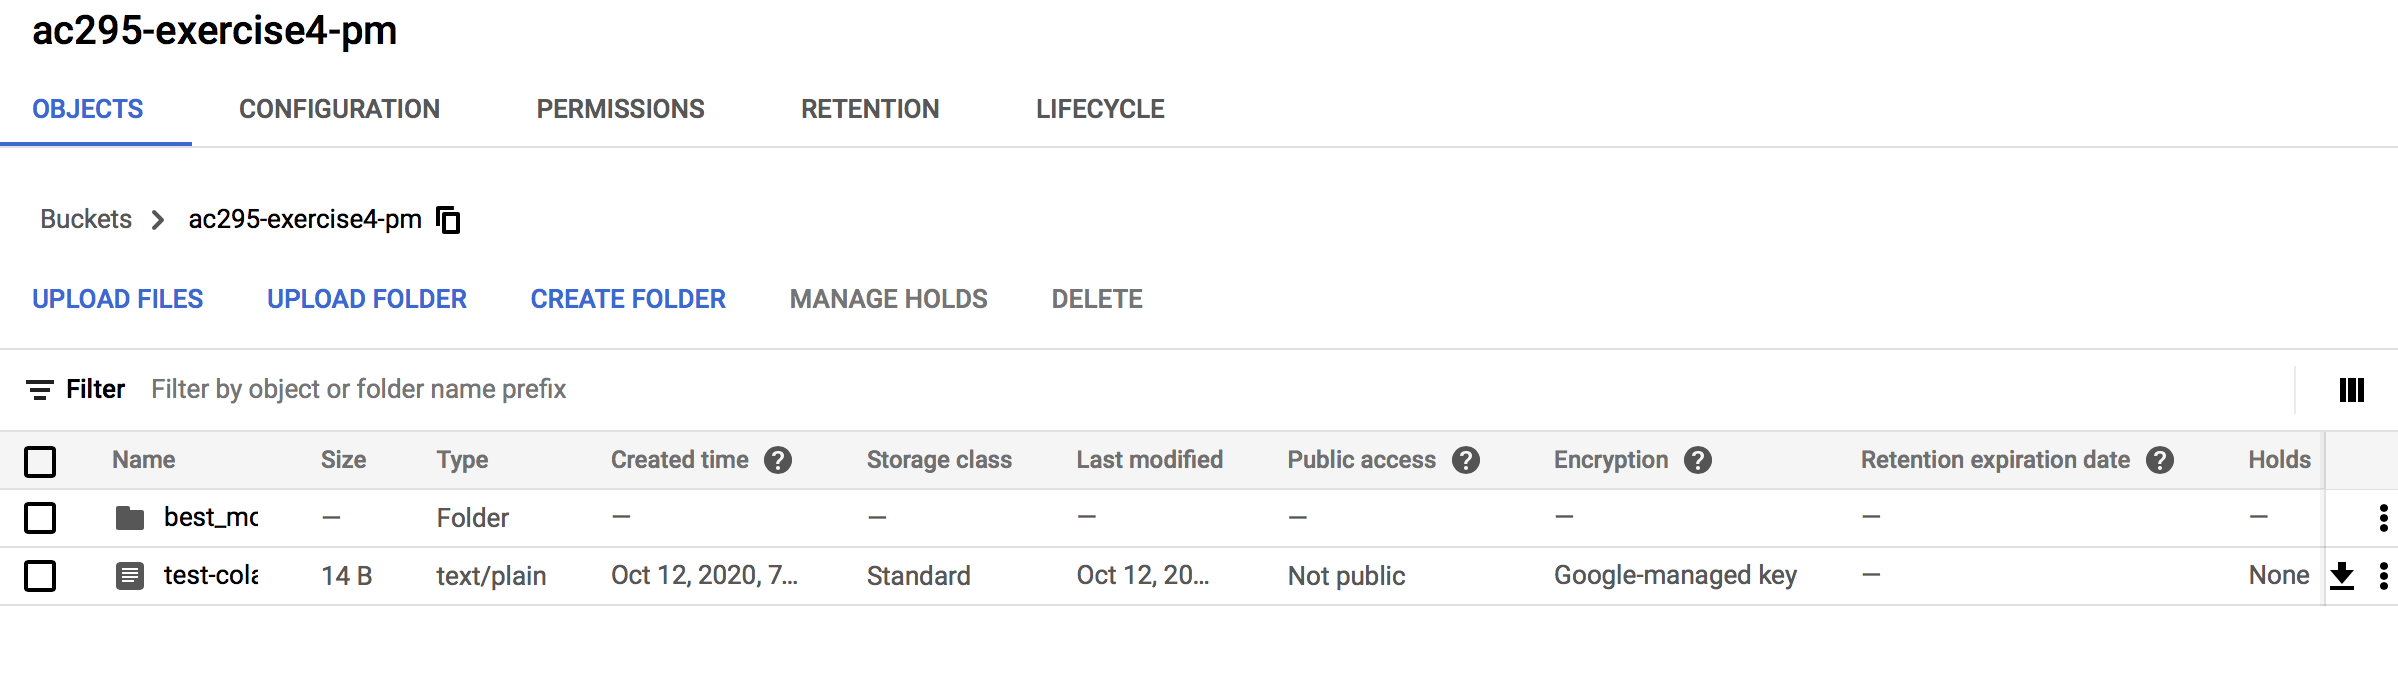 ac295-exercise4-pm
OBJECTS CONFIGURATION PERMISSIONS RETENTION LIFECYCLE
Buckets ac295-exercise4-pm
UPLOAD FILES UPLOAD FOLDER CREATE FOLDER MANAGE HOLDS DELETE
Filter Filter by object or folder name prefix
Name Size Type Created time ? Storage class Last modified Public access ? Encryption ? Retention expiration date ? Holds
best_mc — Folder — — — — — — —
test-cola 14 B text/plain Oct 12, 2020, 7... Standard Oct 12, 20... Not public Google-managed key — None